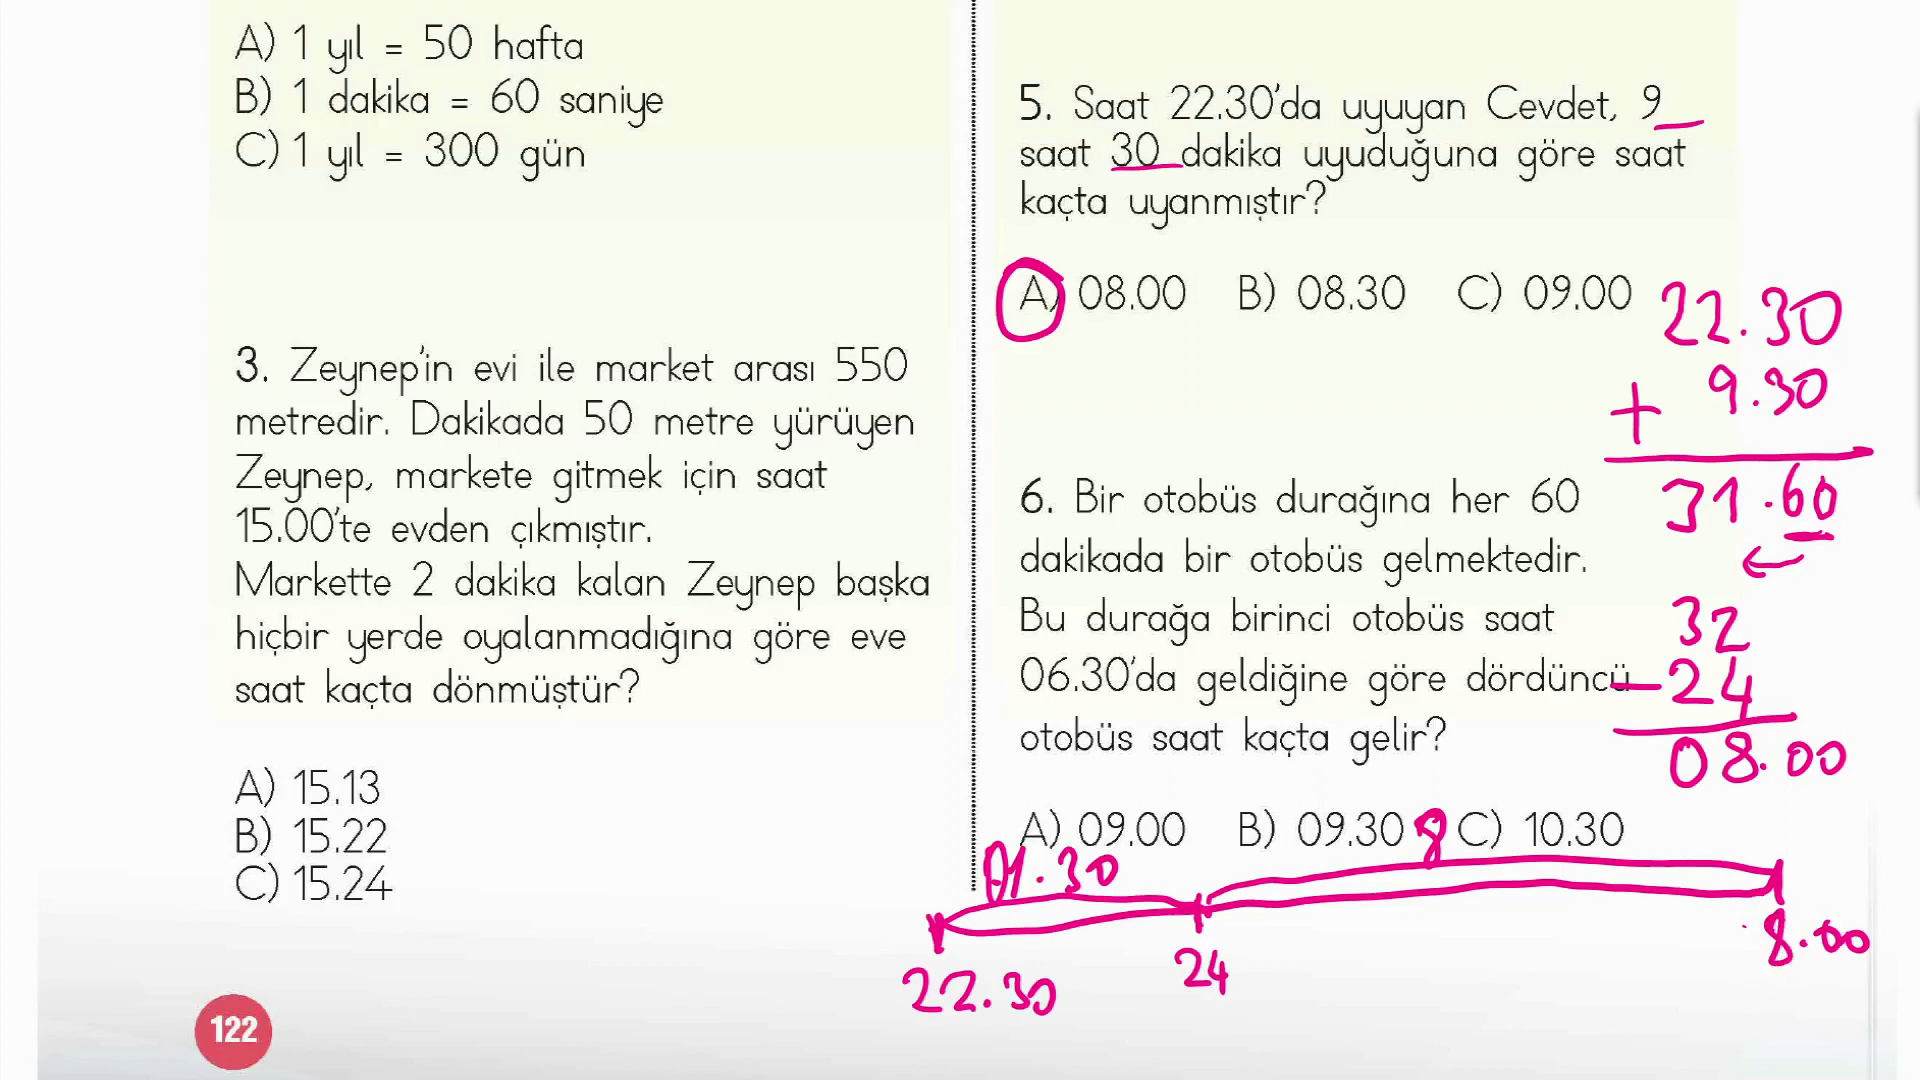 A) 1 yıl = 50 hafta
B) 1 dakika = 60 saniye
C) 1 yıl = 300 gün
3. Zeynep'in evi ile market arası 550
metredir. Dakikada 50 metre yürüyen
Zeynep, markete gitmek için saat
15.00'te evden çıkmıştır.
Markette 2 dakika kalan Zeynep başka
hiçbir yerde oyalanmadığına göre eve
saat kaçta dönmüştür?
A) 15.13
B) 15.22
C) 15.24
122
5. Saat 22.30'da uyuyan Cevdet, 9
saat 30 dakika uyuduğuna göre saat
kaçta uyanmıştır?
A) 08.00 B) 08.30 C) 09.00
22.30
+ 9.30
31.60
32
- 24
08.00
6. Bir otobüs durağına her 60
dakikada bir otobüs gelmektedir.
Bu durağa birinci otobüs saat
06.30'da geldiğine göre dördüncü
otobüs saat kaçta gelir?
A) 09.00 B) 09.30 C) 10.30
01.30 8
22.30 24 8.00